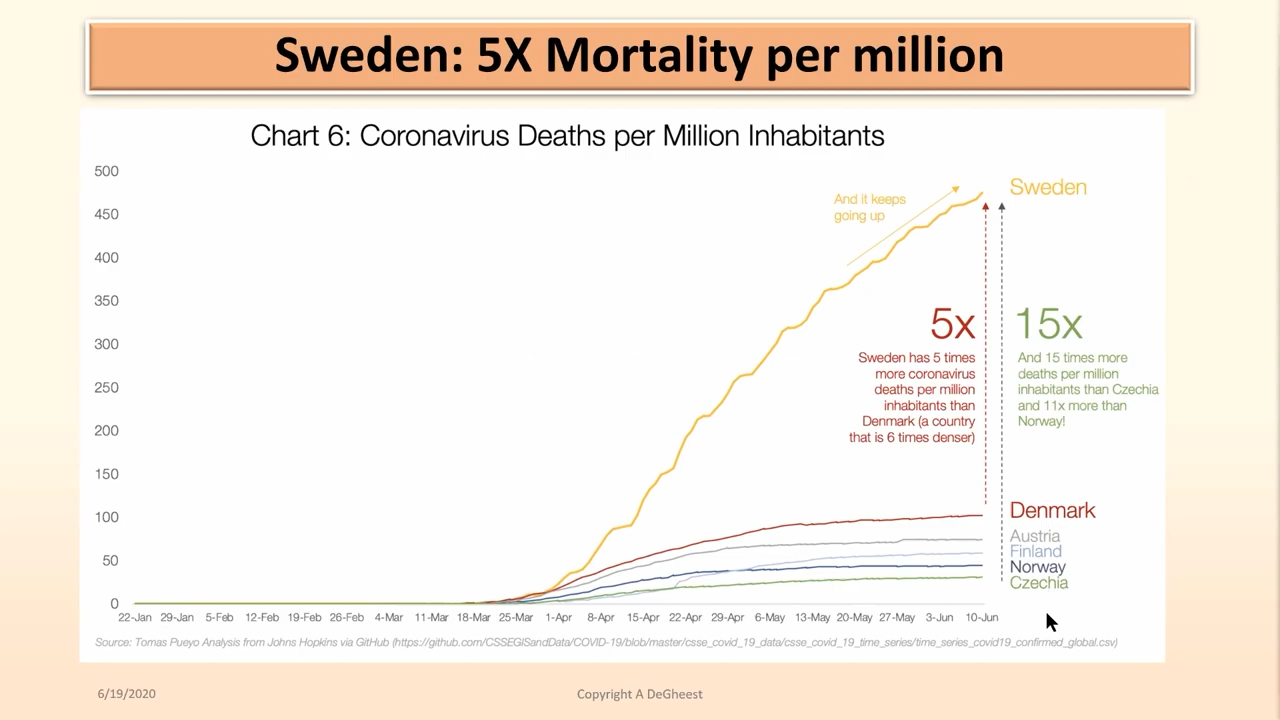 Sweden: 5X Mortality per million
Chart 6: Coronavirus Deaths per Million Inhabitants
500
450
400
350
300
250
200
150
100
50
0
And it keeps
going up
Sweden
5x
Sweden has 5 times
more coronavirus
deaths per million
inhabitants than
Denmark (a country
that is 6 times denser)
15x
And 15 times more
deaths per million
inhabitants than Czechia
and 11x more than
Norway!
Denmark
Austria
Finland
Norway
Czechia
22-Jan 29-Jan 5-Feb 12-Feb 19-Feb 26-Feb 4-Mar 11-Mar 18-Mar 25-Mar 1-Apr 8-Apr 15-Apr 22-Apr 29-Apr 6-May 13-May 20-May 27-May 3-Jun 10-Jun
Source: Tomas Pueyo Analysis from Johns Hopkins via GitHub (https://github.com/CSSEGISandData/COVID-19/blob/master/csse_covid_19_data/csse_covid_19_time_series/time_series_covid19_confirmed_global.csv)
6/19/2020
Copyright A DeGheest